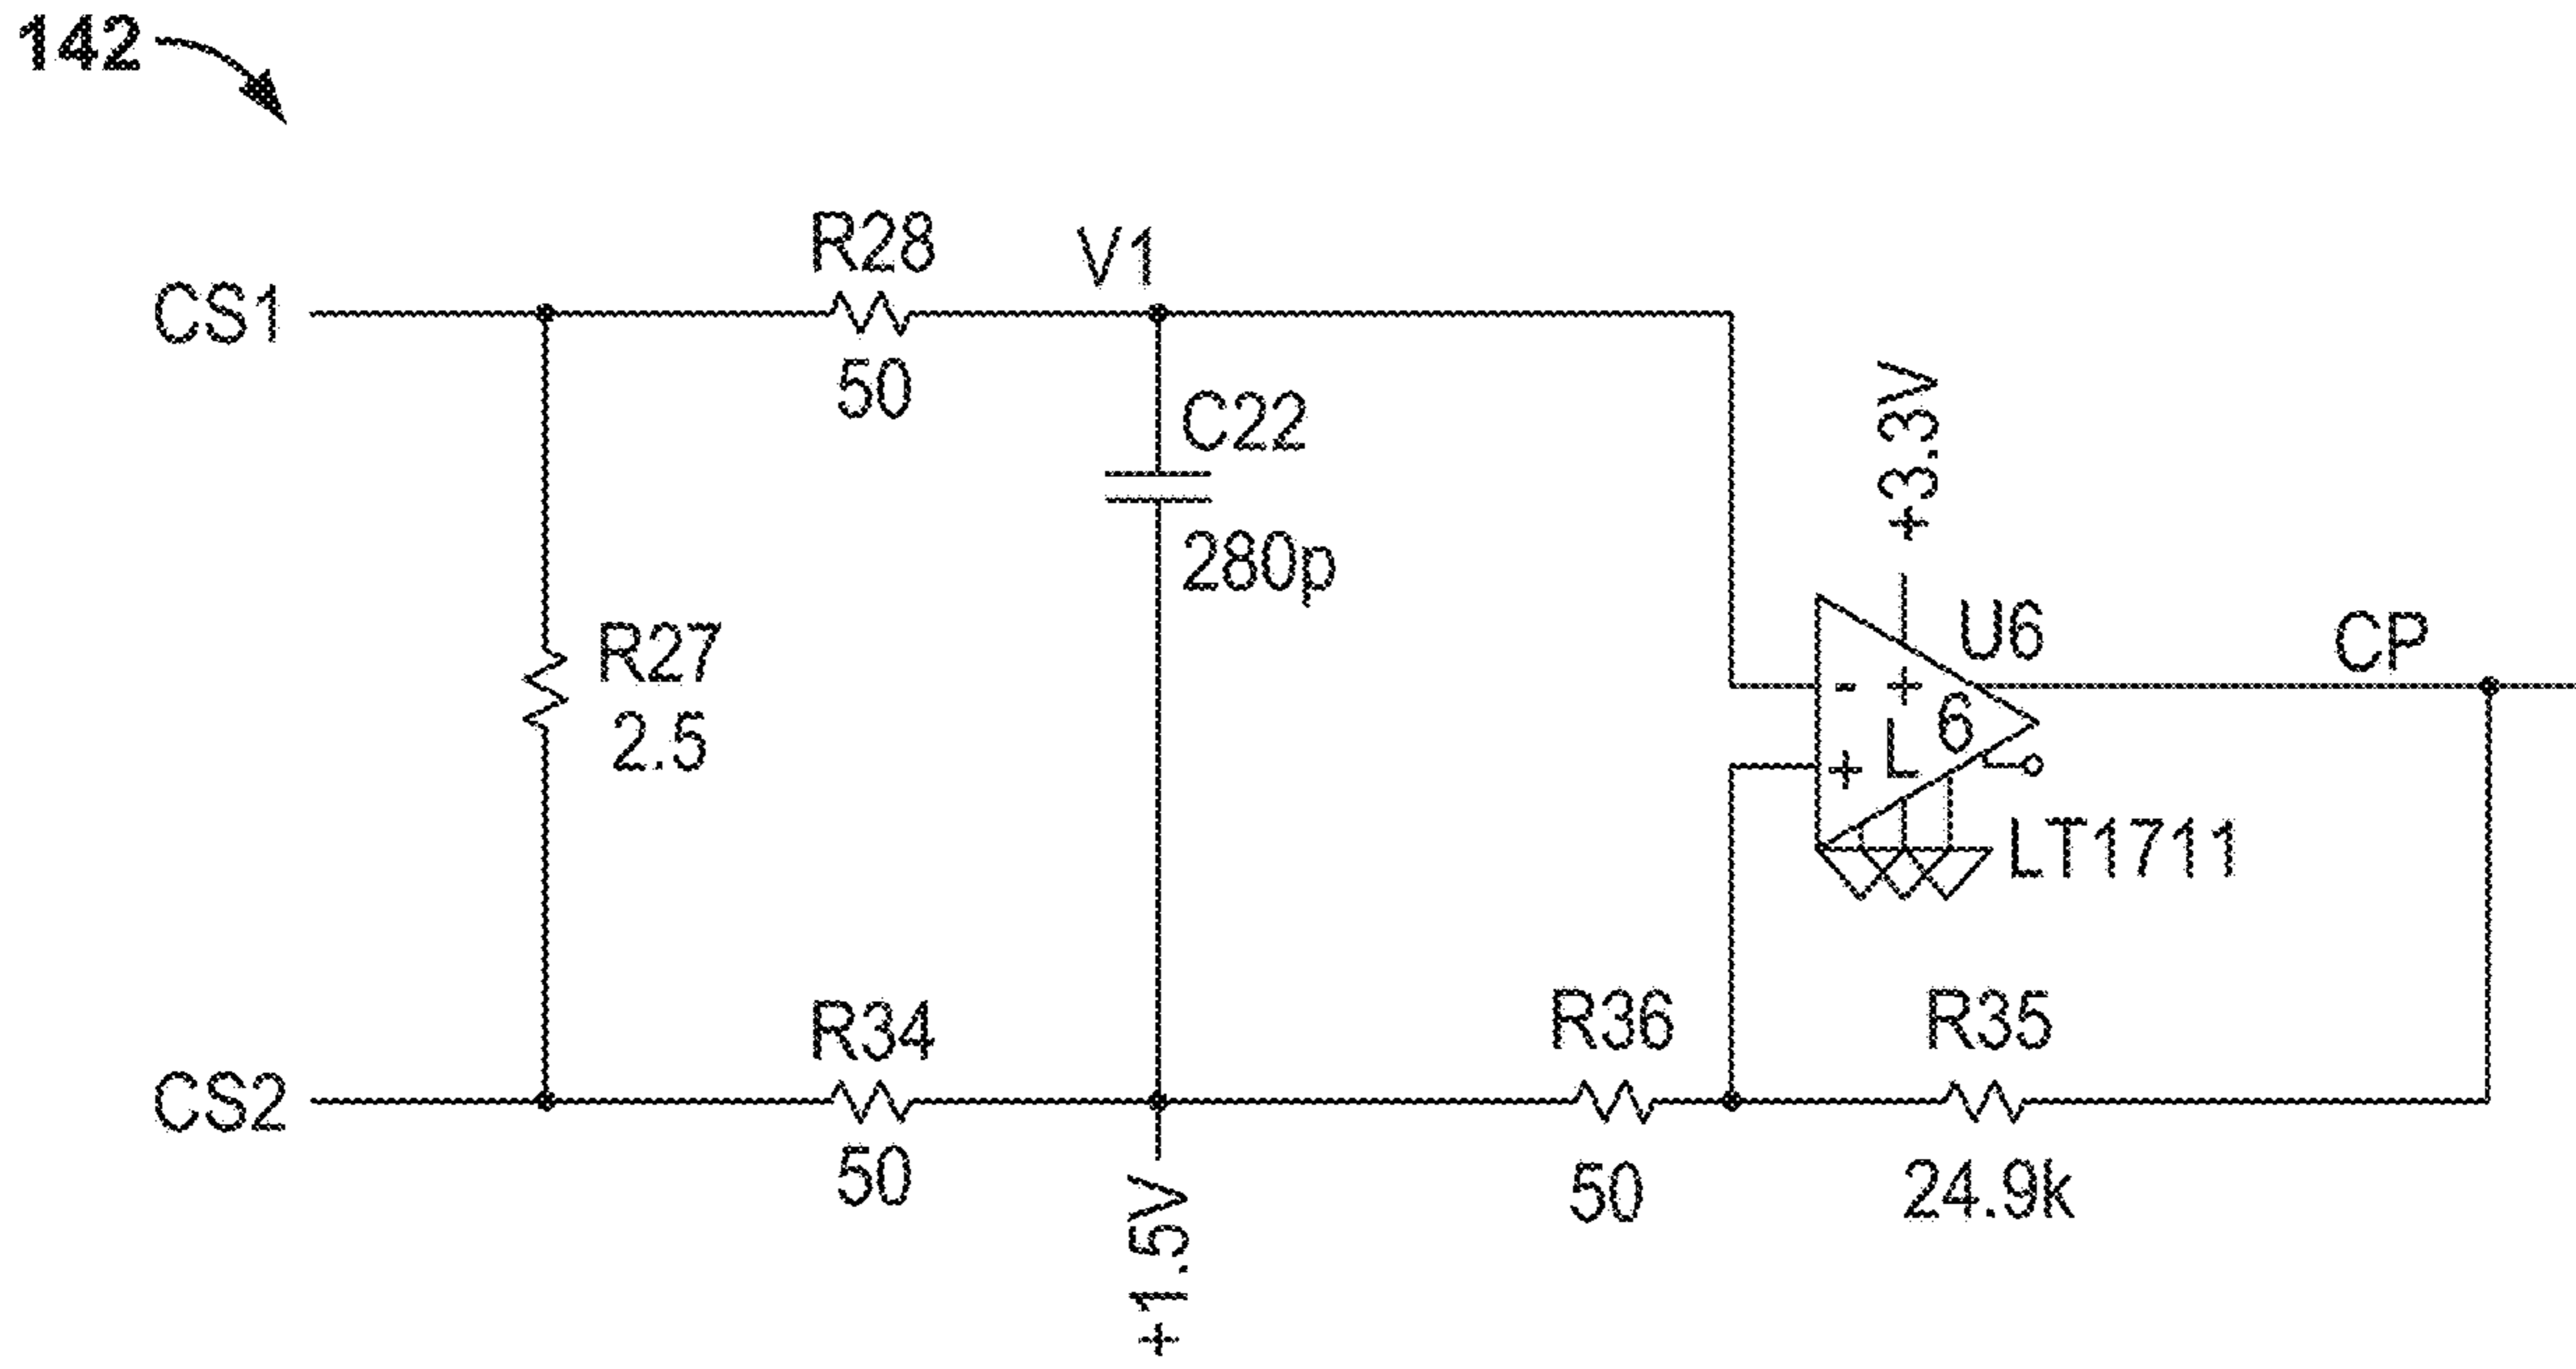 142
R28
V1
CS1
50
C22
280p
+3.3V
R27
2.5
U6
CP
- +
6
+ L
LT1711
R34
R36
R35
CS2
50
50
24.9k
+1.5V